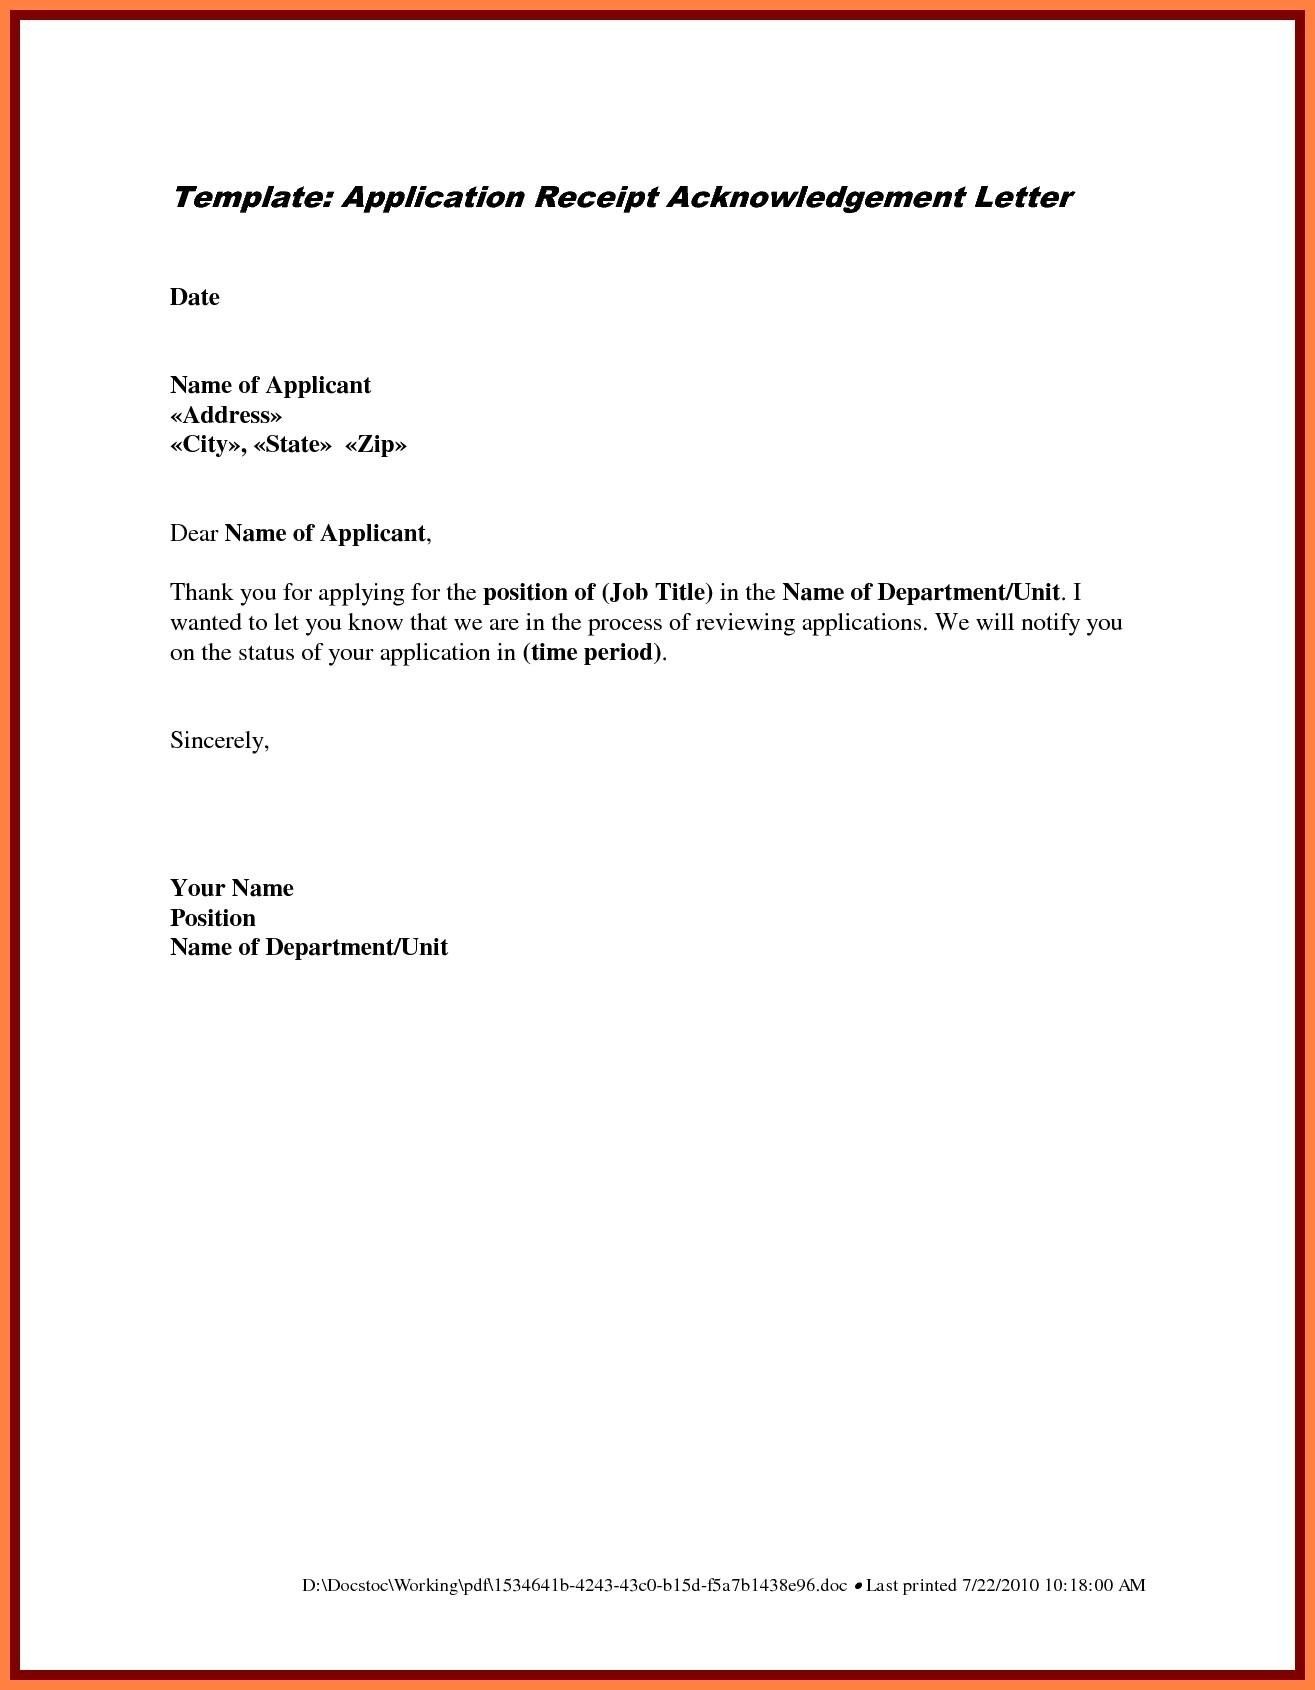 Template: Application Receipt Acknowledgement Letter
Date
Name of Applicant
«Address»
«City», «State»  «Zip»
Dear Name of Applicant,
Thank you for applying for the position of (Job Title) in the Name of Department/Unit. I
wanted to let you know that we are in the process of reviewing applications. We will notify you
on the status of your application in (time period).
Sincerely,
Your Name
Position
Name of Department/Unit
D:\Docstoc\Working\pdf\1534641b-4243-43c0-b15d-f5a7b1438e96.doc • Last printed 7/22/2010 10:18:00 AM